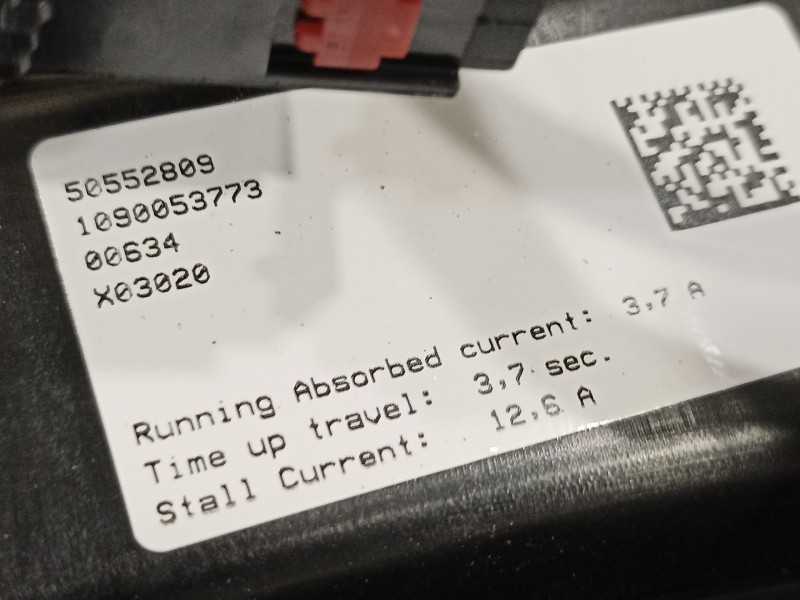 50552809
1090053773
00634
X03020
Running Absorbed current: 3,7 A
Time up travel: 3,7 sec.
Stall Current: 12,6 A